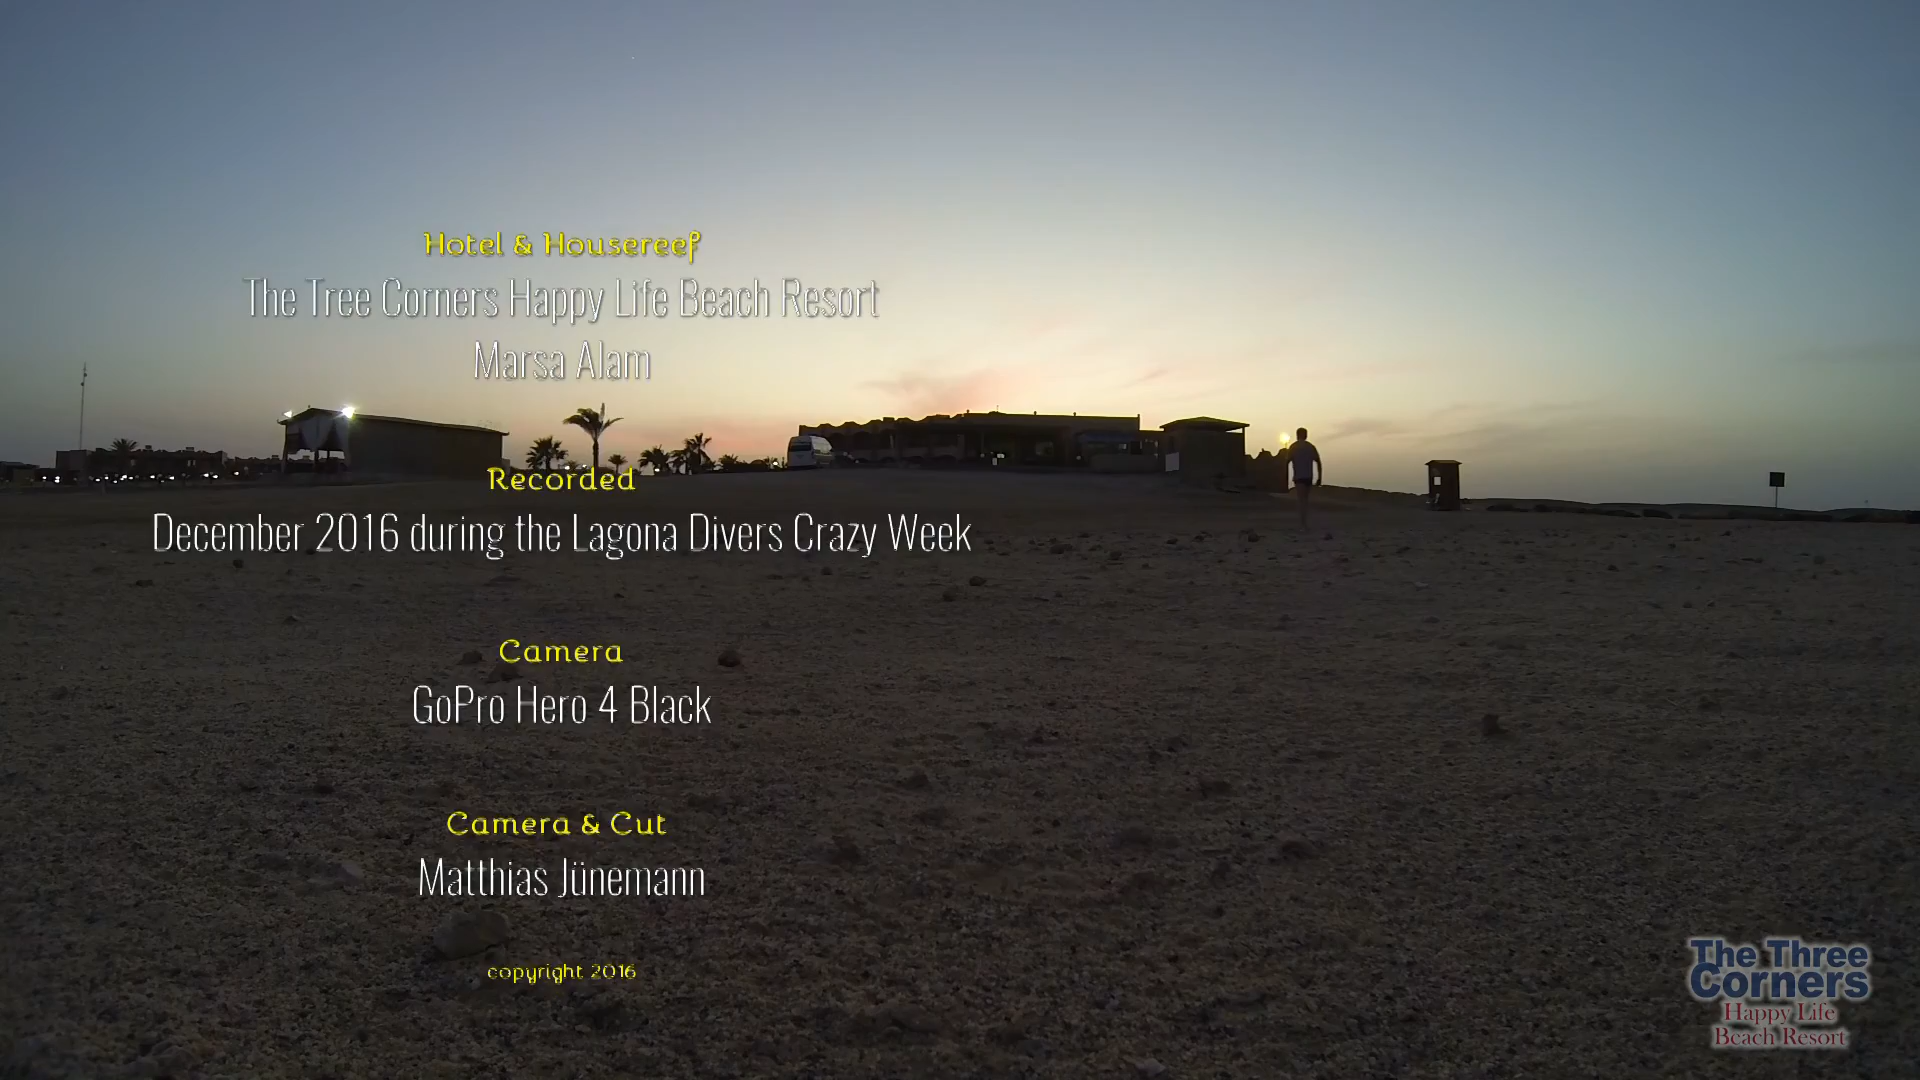 Hotel & Housereef
The Tree Corners Happy Life Beach Resort
Marsa Alam
Recorded
December 2016 during the Lagona Divers Crazy Week
Camera
GoPro Hero 4 Black
Camera & Cut
Matthias Jünemann
copyright 2016
The Three
Corners
Happy Life
Beach Resort